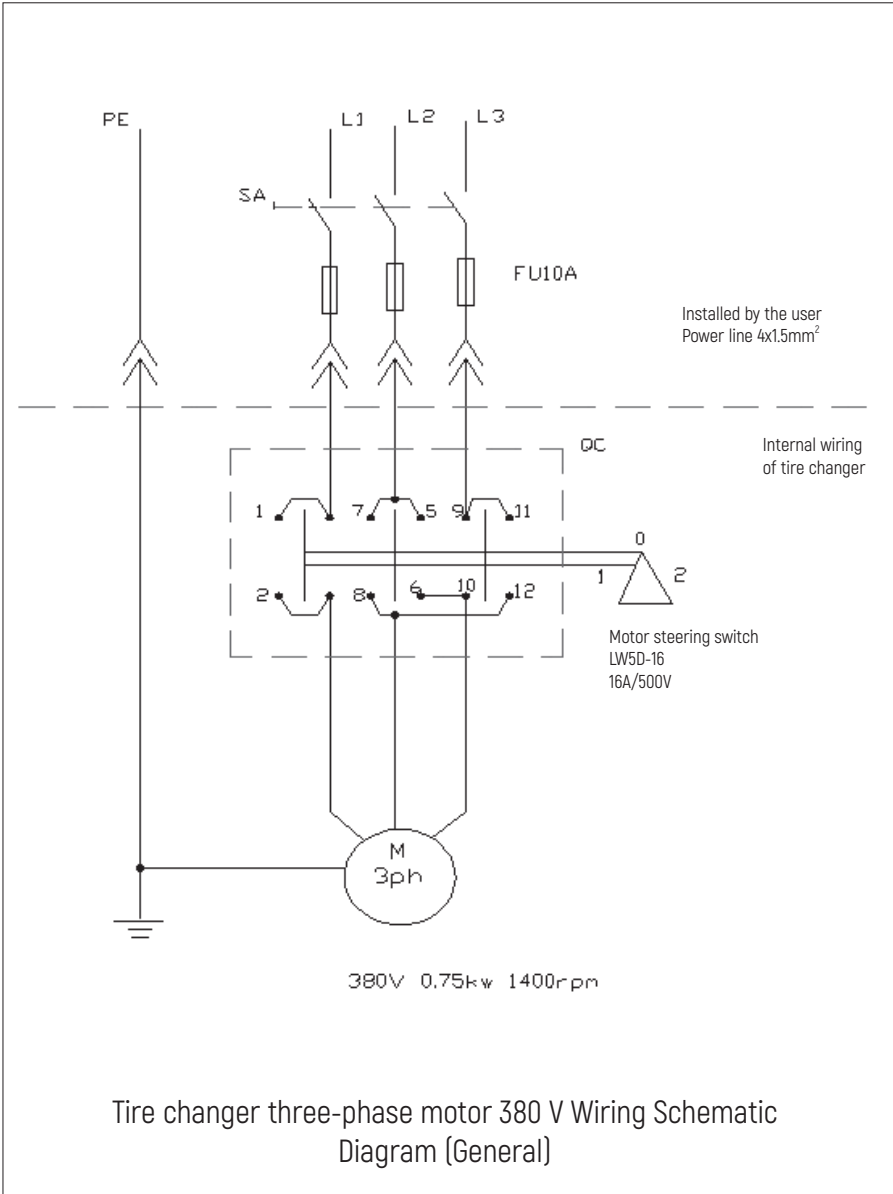 PE
L1
L2
L3
SA
FU10A
Installed by the user
Power line 4x1.5mm²
QC
Internal wiring
of tire changer
1 7 5 9 11
0
1 2
2 8 6 10 12
Motor steering switch
LW5D-16
16A/500V
M
3ph
380V 0.75kw 1400rpm
Tire changer three-phase motor 380 V Wiring Schematic
Diagram (General)